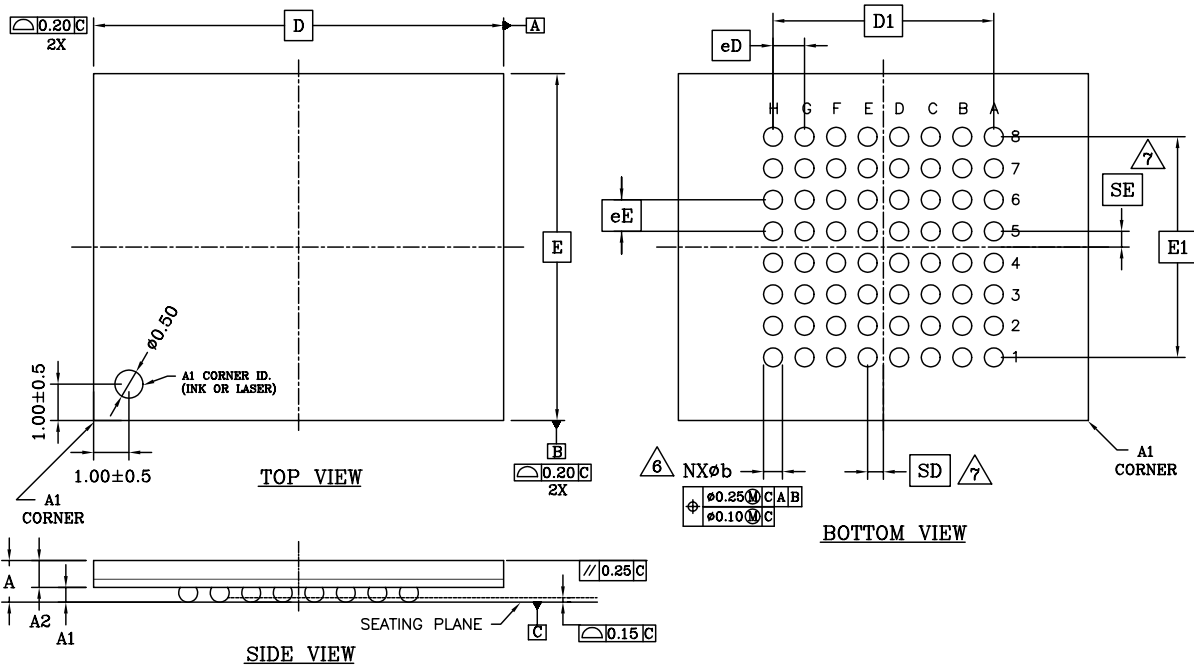 ⌓ 0.20 C
2X
D
A
E
B
⌓ 0.20 C
2X
ø0.50
A1 CORNER ID.
(INK OR LASER)
1.00±0.5
1.00±0.5
A1
CORNER
TOP VIEW
D1
eD
H G F E D C B A
8
7
6
5
4
3
2
1
7
SE
eE
E1
6 NXøb
⌖ ø0.25 Ⓜ C A B
ø0.10 Ⓜ C
SD 7
A1
CORNER
BOTTOM VIEW
A
A2
A1
// 0.25 C
SEATING PLANE
C
⌓ 0.15 C
SIDE VIEW